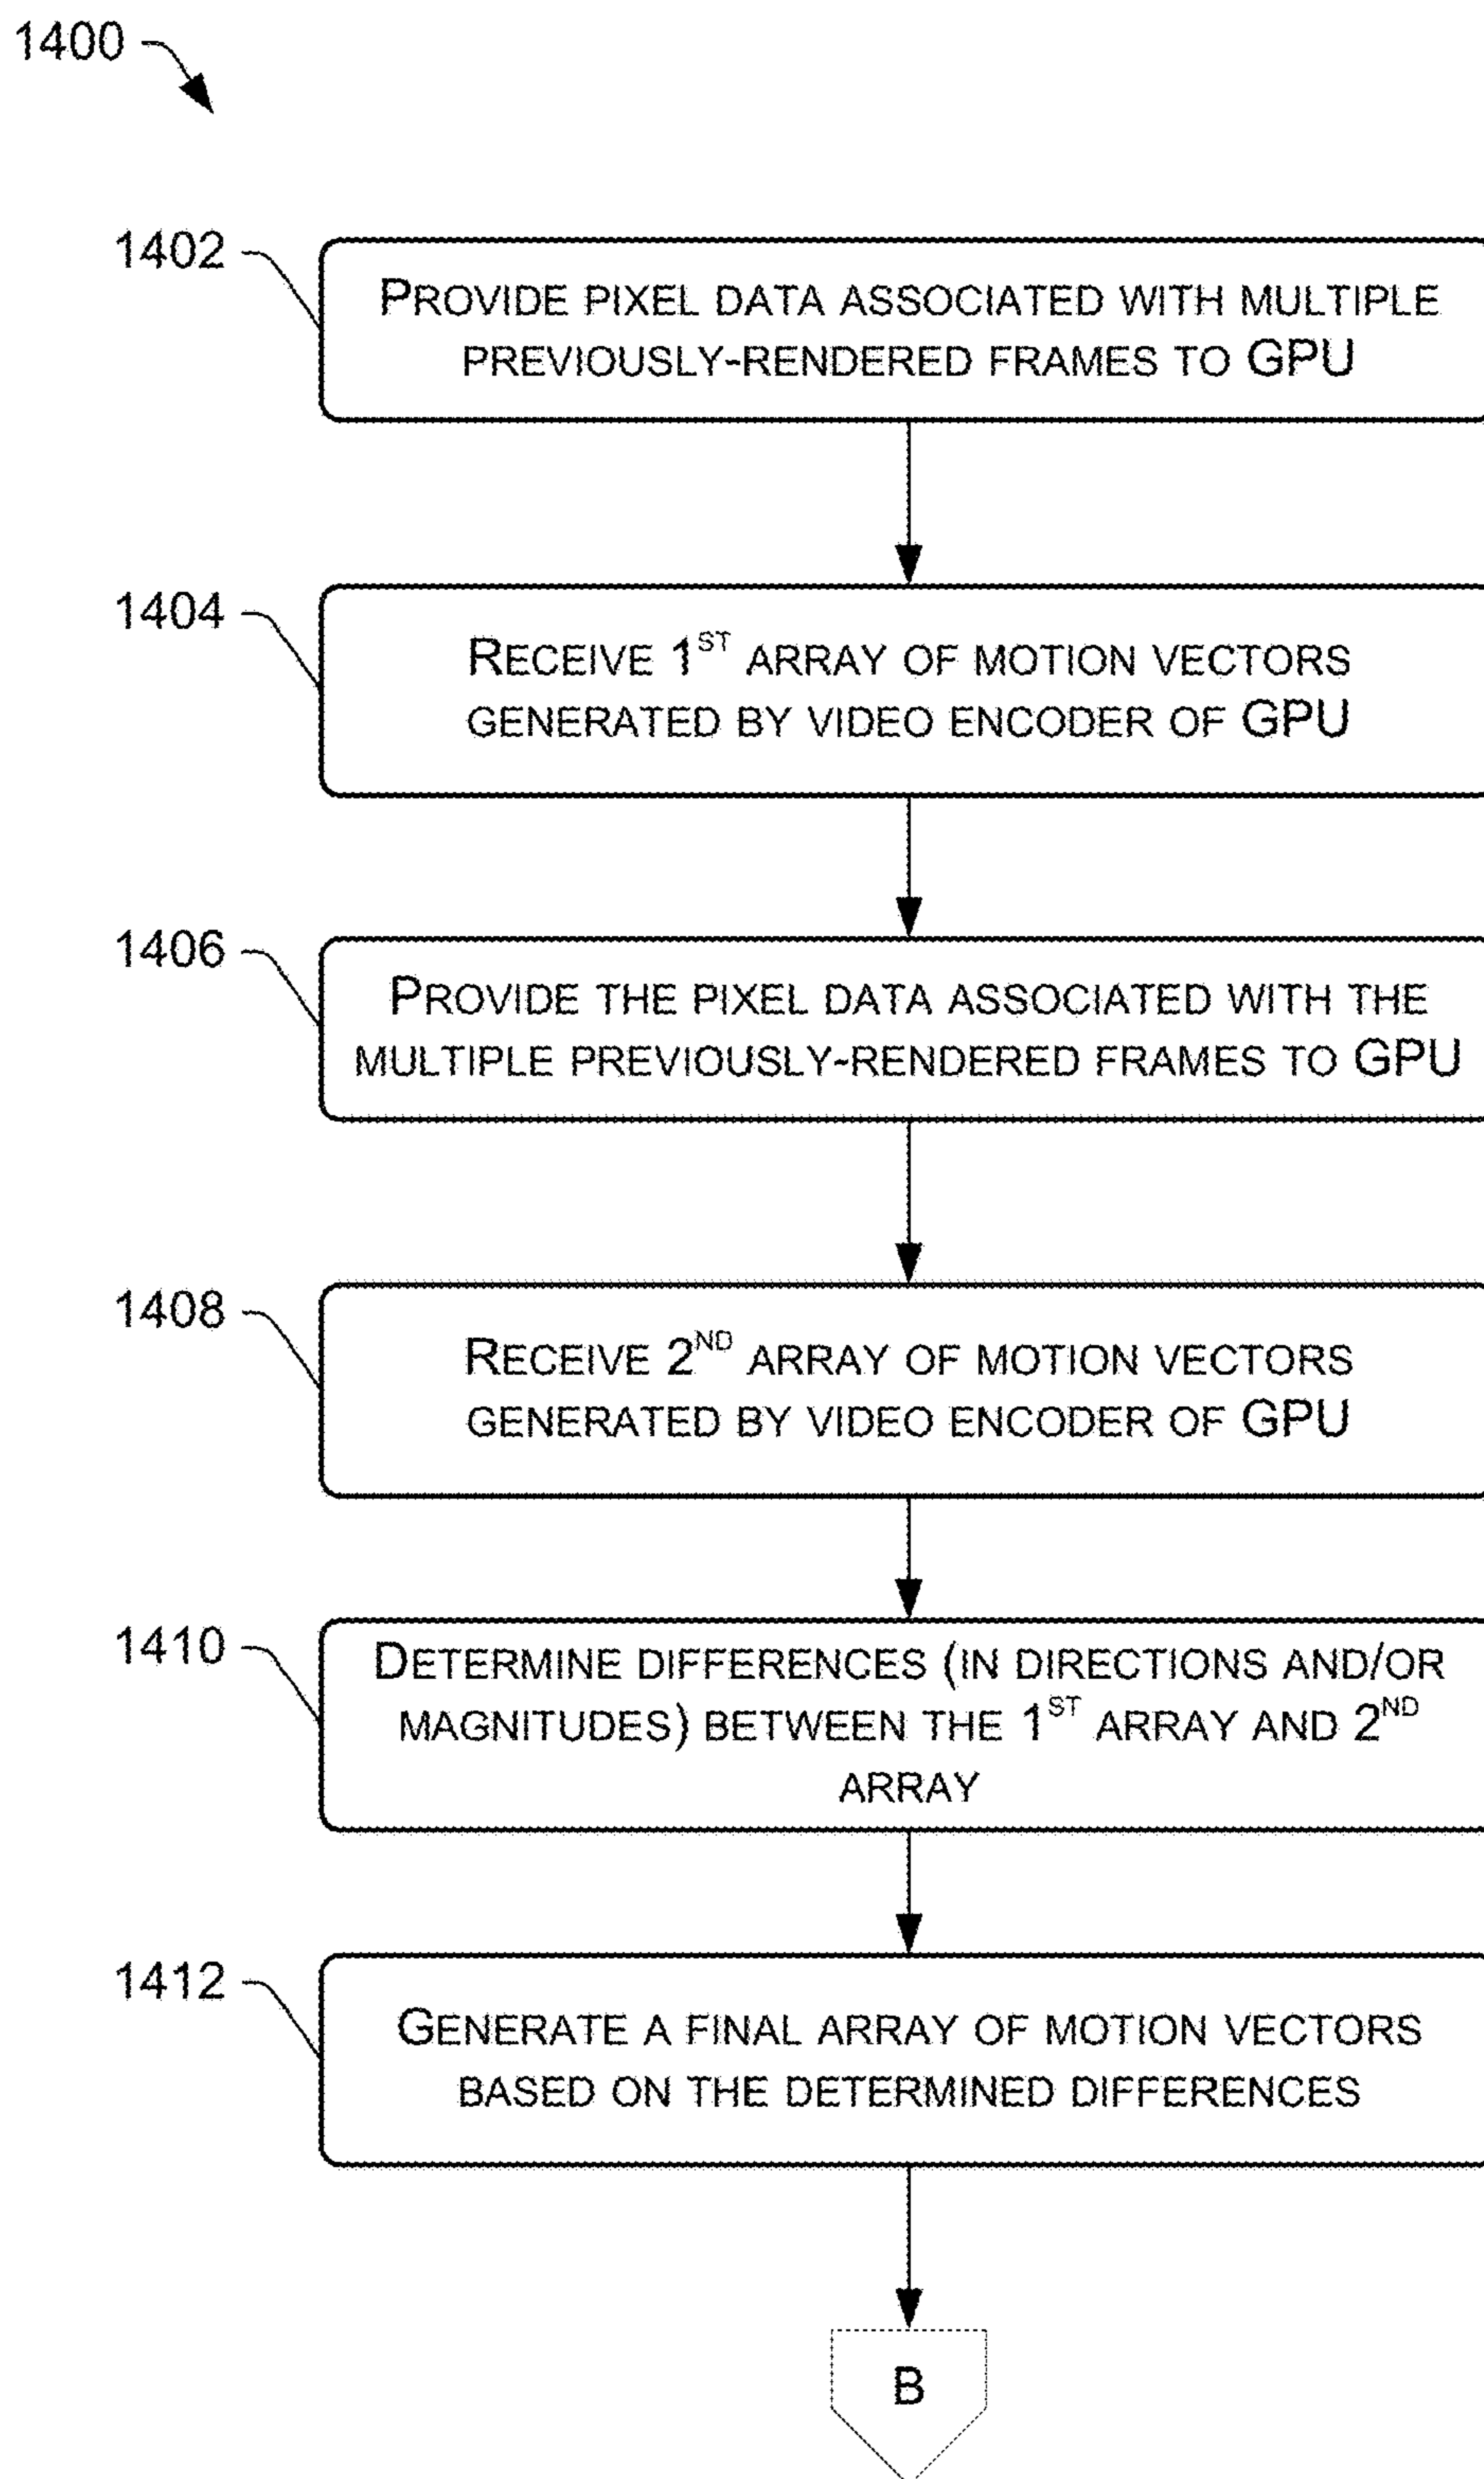 1400
1402
PROVIDE PIXEL DATA ASSOCIATED WITH MULTIPLE
PREVIOUSLY-RENDERED FRAMES TO GPU
1404
RECEIVE 1ST ARRAY OF MOTION VECTORS
GENERATED BY VIDEO ENCODER OF GPU
1406
PROVIDE THE PIXEL DATA ASSOCIATED WITH THE
MULTIPLE PREVIOUSLY-RENDERED FRAMES TO GPU
1408
RECEIVE 2ND ARRAY OF MOTION VECTORS
GENERATED BY VIDEO ENCODER OF GPU
1410
DETERMINE DIFFERENCES (IN DIRECTIONS AND/OR
MAGNITUDES) BETWEEN THE 1ST ARRAY AND 2ND
ARRAY
1412
GENERATE A FINAL ARRAY OF MOTION VECTORS
BASED ON THE DETERMINED DIFFERENCES
B